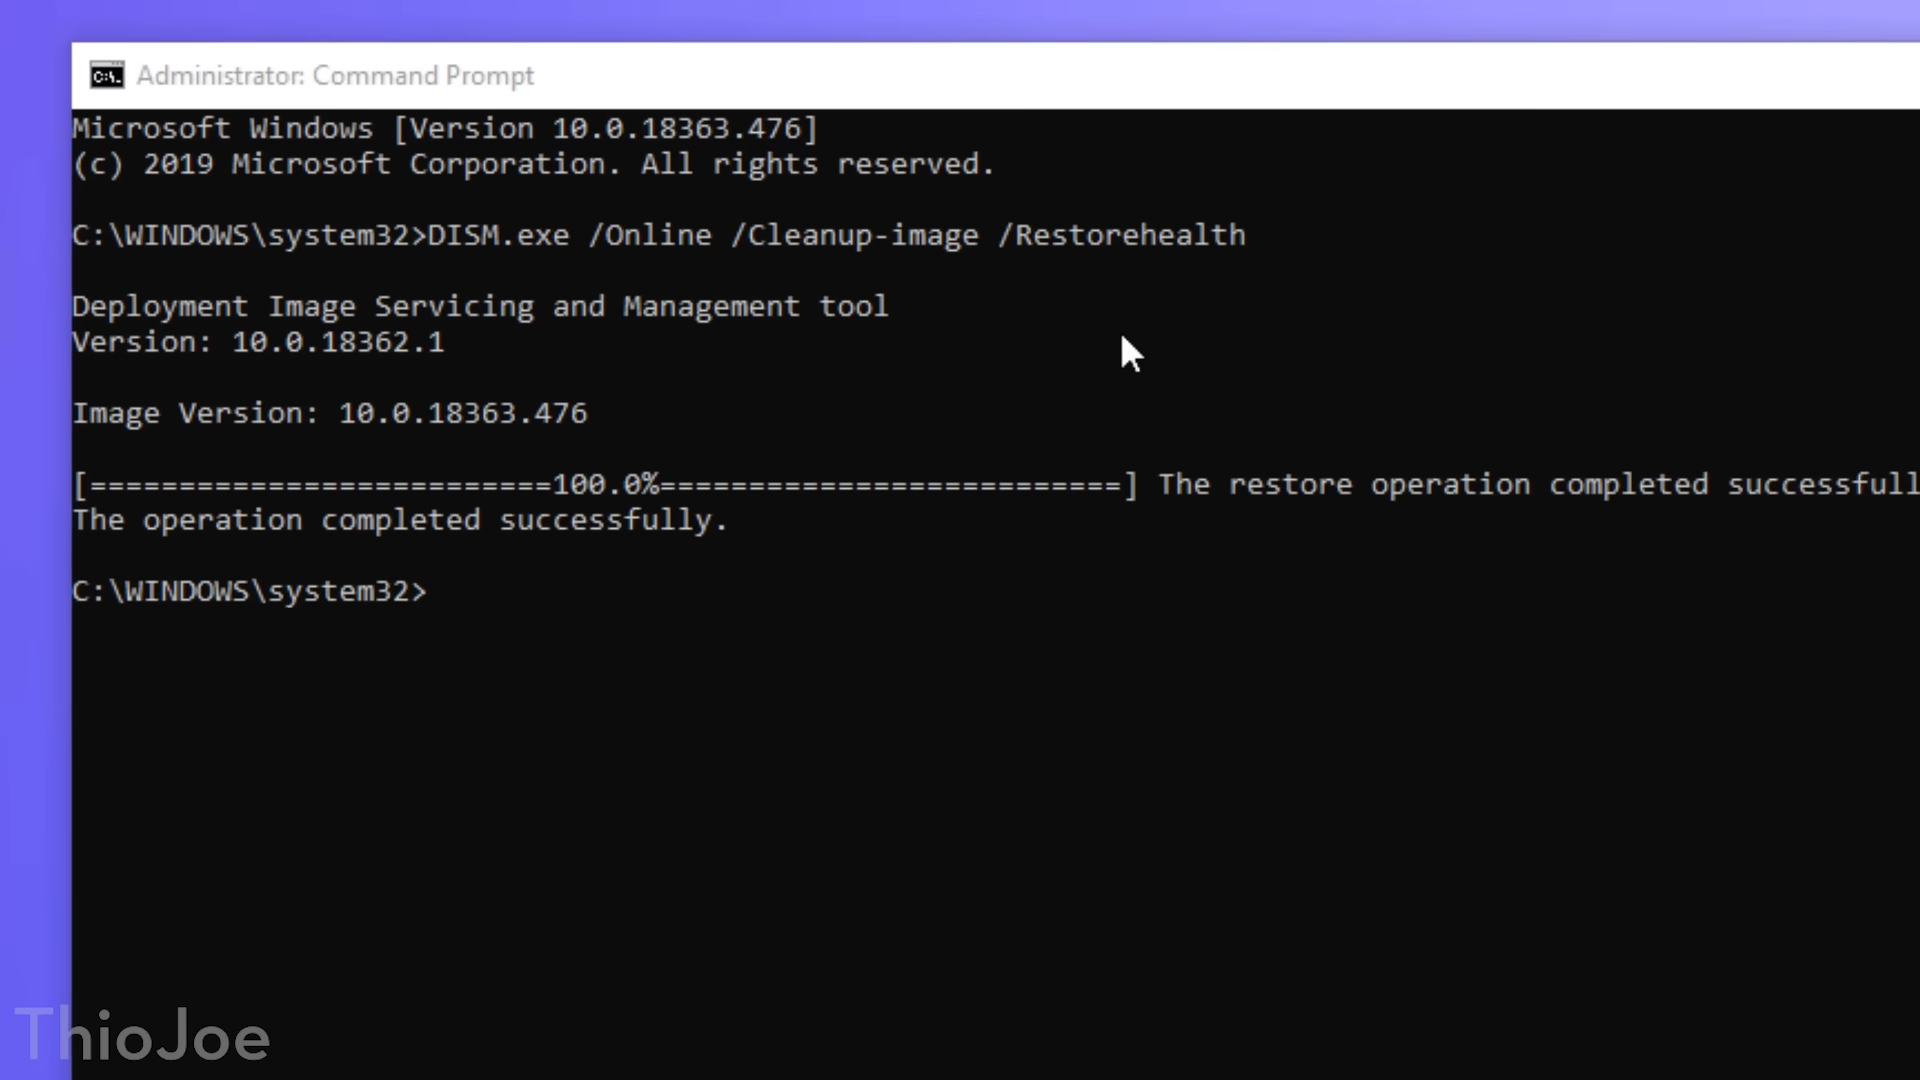 Administrator: Command Prompt
Microsoft Windows [Version 10.0.18363.476]
(c) 2019 Microsoft Corporation. All rights reserved.
C:\WINDOWS\system32>DISM.exe /Online /Cleanup-image /Restorehealth
Deployment Image Servicing and Management tool
Version: 10.0.18362.1
Image Version: 10.0.18363.476
[==========================100.0%==========================] The restore operation completed successfull
The operation completed successfully.
C:\WINDOWS\system32>
ThioJoe